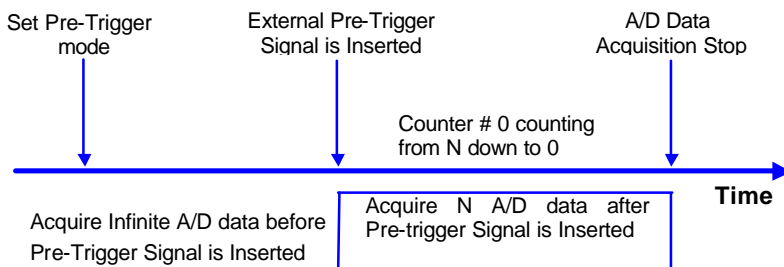 Set Pre-Trigger
mode
External Pre-Trigger
Signal is Inserted
A/D Data
Acquisition Stop
Counter # 0 counting
from N down to 0
Time
Acquire Infinite A/D data before
Pre-Trigger Signal is Inserted
Acquire N A/D data after
Pre-trigger Signal is Inserted